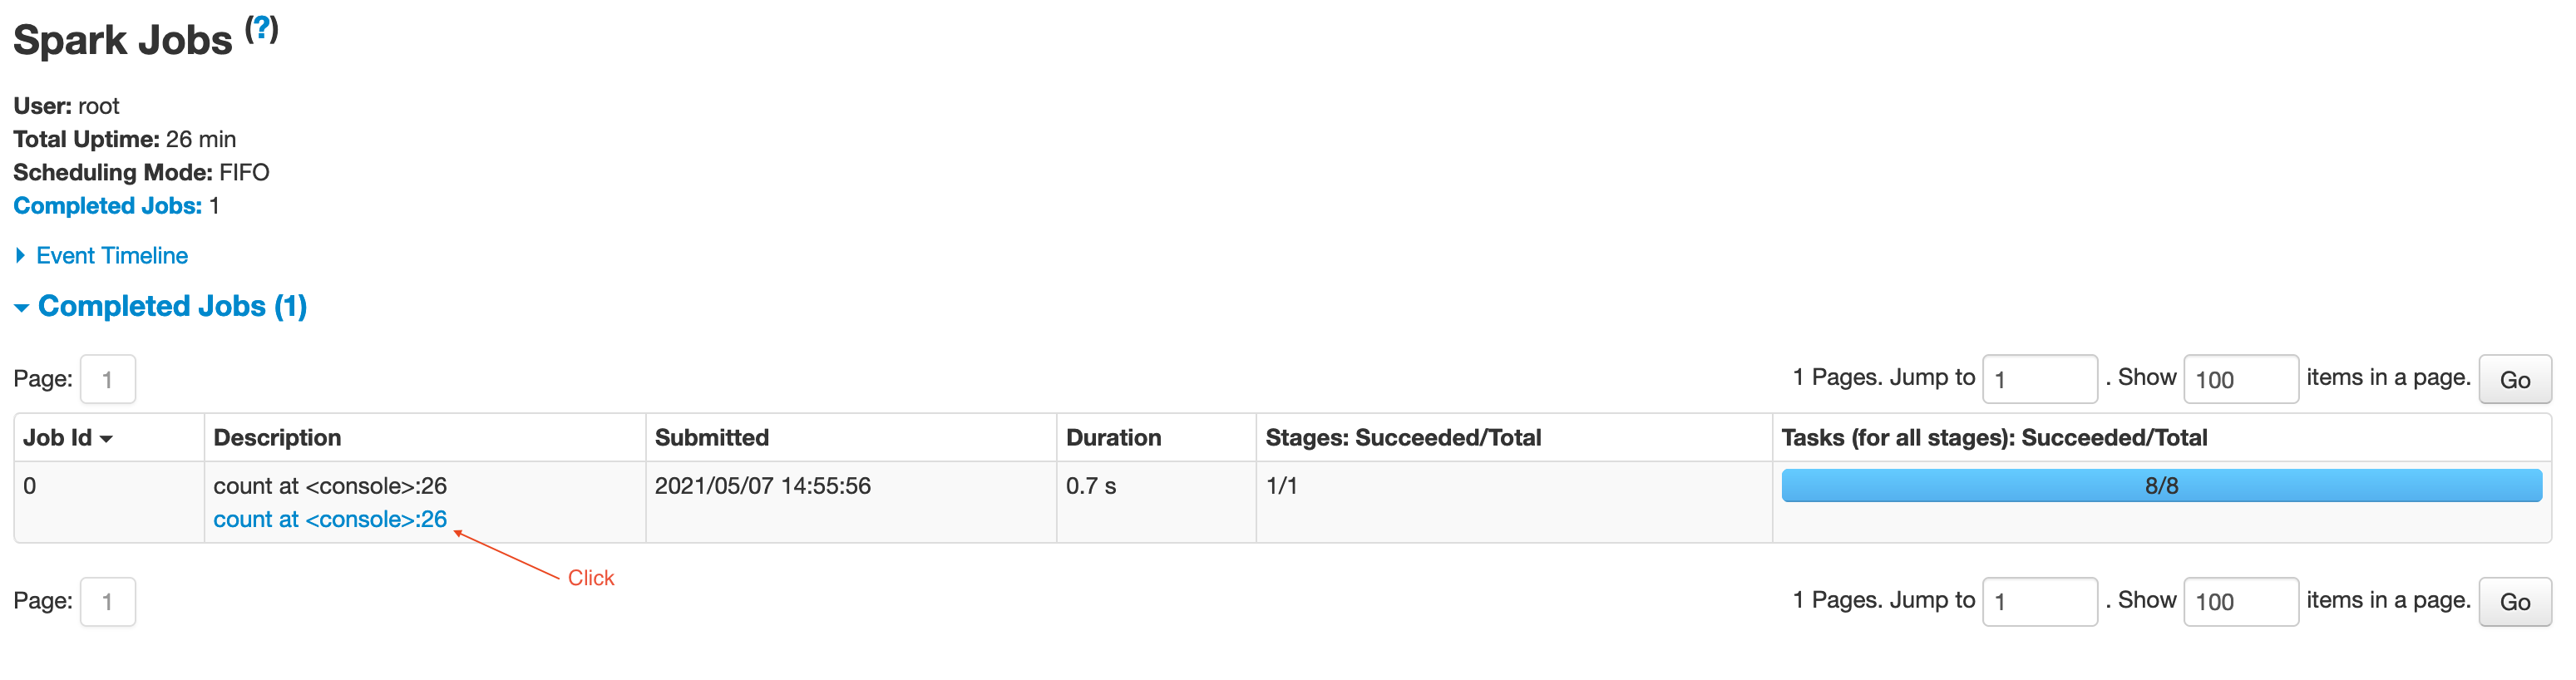 Spark Jobs (?)
User: root
Total Uptime: 26 min
Scheduling Mode: FIFO
Completed Jobs: 1
Event Timeline
Completed Jobs (1)
Page: 1
1 Pages. Jump to 1 . Show 100 items in a page. Go
Job Id Description Submitted Duration Stages: Succeeded/Total Tasks (for all stages): Succeeded/Total
0 count at <console>:26 2021/05/07 14:55:56 0.7 s 1/1 8/8
count at <console>:26
Click
Page: 1
1 Pages. Jump to 1 . Show 100 items in a page. Go